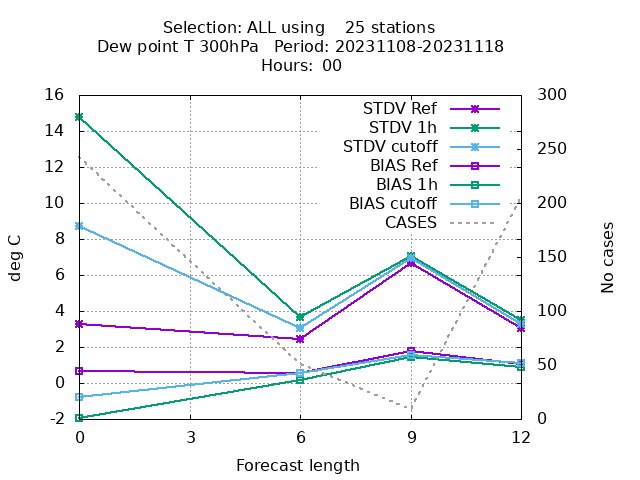 Selection: ALL using    25 stations
Dew point T 300hPa   Period: 20231108-20231118
Hours: 00
STDV Ref
STDV 1h
STDV cutoff
BIAS Ref
BIAS 1h
BIAS cutoff
CASES
deg C
16
14
12
10
8
6
4
2
0
-2
300
250
200
150
100
50
0
No cases
0 3 6 9 12
Forecast length